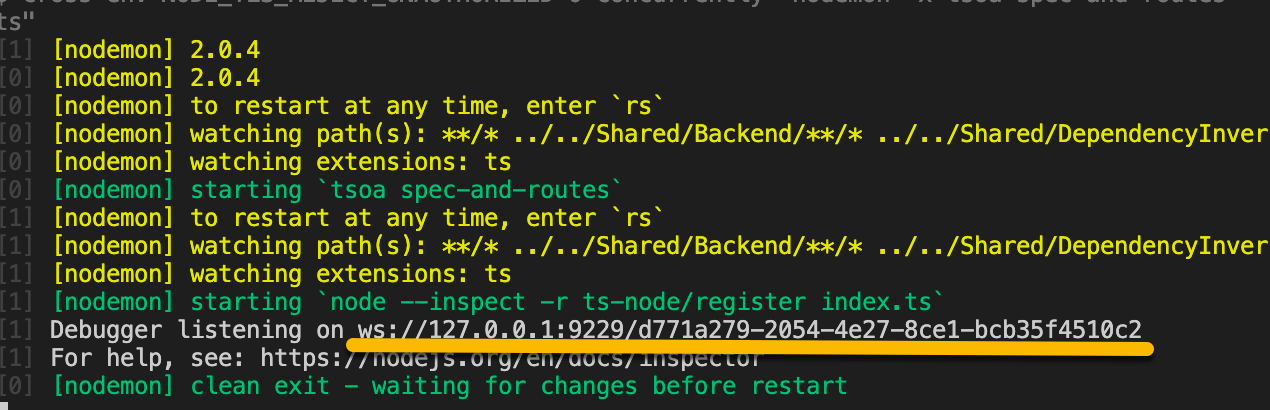 ts"
[1] [nodemon] 2.0.4
[0] [nodemon] 2.0.4
[0] [nodemon] to restart at any time, enter `rs`
[0] [nodemon] watching path(s): **/* ../../Shared/Backend/**/* ../../Shared/DependencyInver
[0] [nodemon] watching extensions: ts
[0] [nodemon] starting `tsoa spec-and-routes`
[1] [nodemon] to restart at any time, enter `rs`
[1] [nodemon] watching path(s): **/* ../../Shared/Backend/**/* ../../Shared/DependencyInver
[1] [nodemon] watching extensions: ts
[1] [nodemon] starting `node --inspect -r ts-node/register index.ts`
[1] Debugger listening on ws://127.0.0.1:9229/d771a279-2054-4e27-8ce1-bcb35f4510c2
[1] For help, see: https://nodejs.org/en/docs/inspector
[0] [nodemon] clean exit - waiting for changes before restart